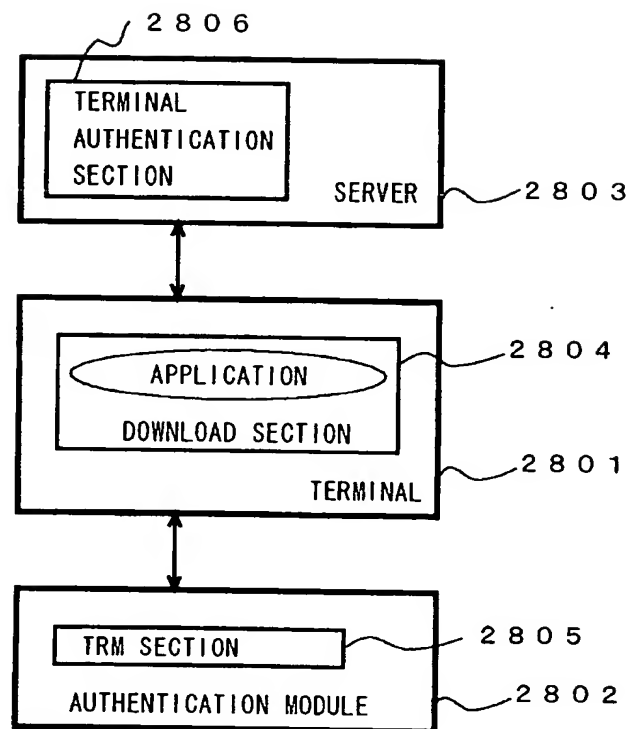 2806
TERMINAL
AUTHENTICATION
SECTION
SERVER
2803
2804
APPLICATION
DOWNLOAD SECTION
2801
TERMINAL
TRM SECTION
2805
AUTHENTICATION MODULE
2802